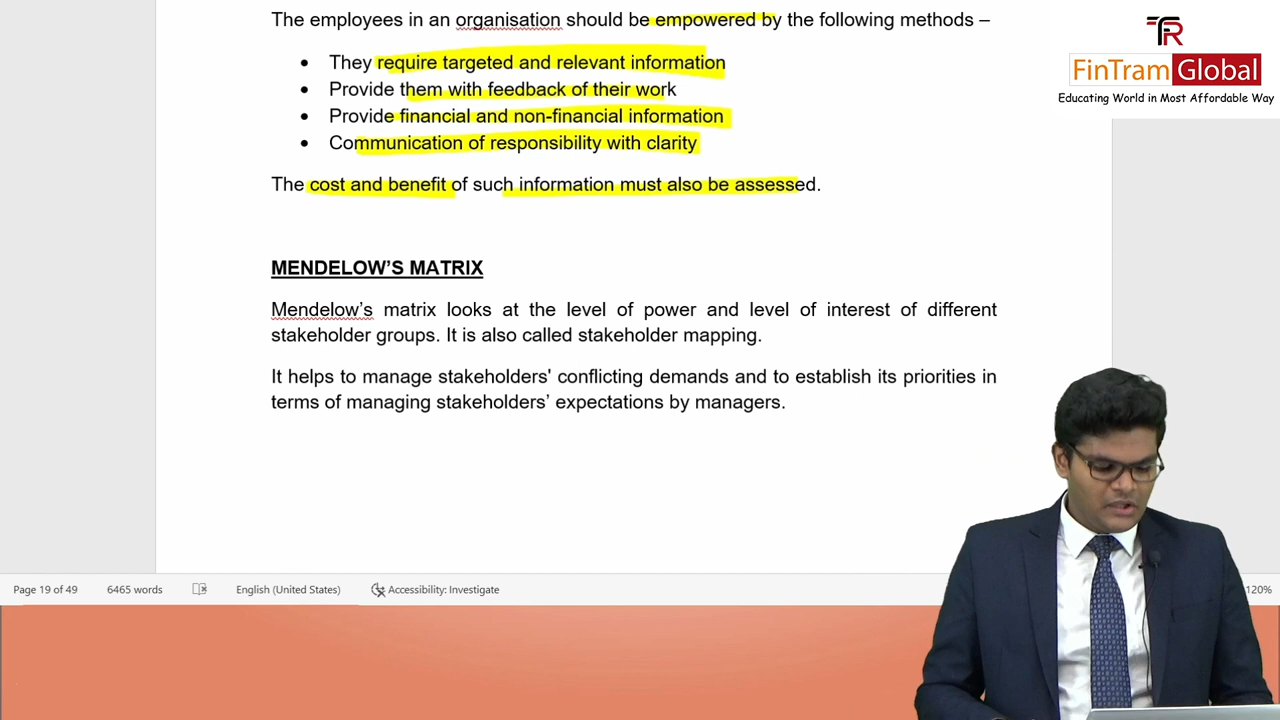 The employees in an organisation should be empowered by the following methods –
• They require targeted and relevant information
• Provide them with feedback of their work
• Provide financial and non-financial information
• Communication of responsibility with clarity
The cost and benefit of such information must also be assessed.
MENDELOW'S MATRIX
Mendelow's matrix looks at the level of power and level of interest of different
stakeholder groups. It is also called stakeholder mapping.
It helps to manage stakeholders' conflicting demands and to establish its priorities in
terms of managing stakeholders' expectations by managers.
TR
FinTram Global
Educating World in Most Affordable Way
Page 19 of 49 6465 words English (United States) Accessibility: Investigate 120%